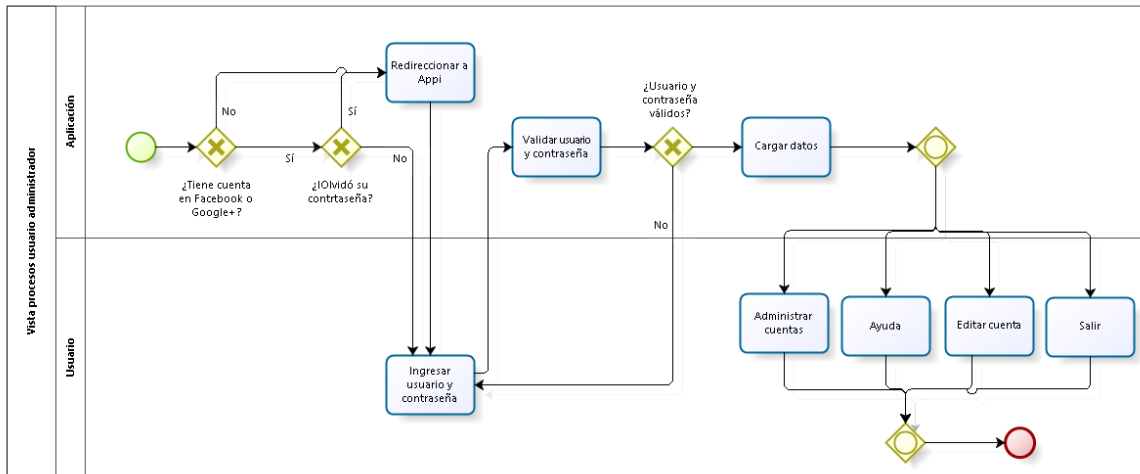 Vista procesos usuario administrador
Aplicación
Usuario
Redireccionar a
Appi
No
Sí
Sí
No
¿Tiene cuenta
en Facebook o
Google+?
¿lOlvidó su
contrtaseña?
Validar usuario
y contraseña
¿Usuario y
contraseña
válidos?
Cargar datos
No
Ingresar
usuario y
contraseña
Administrar
cuentas
Ayuda
Editar cuenta
Salir